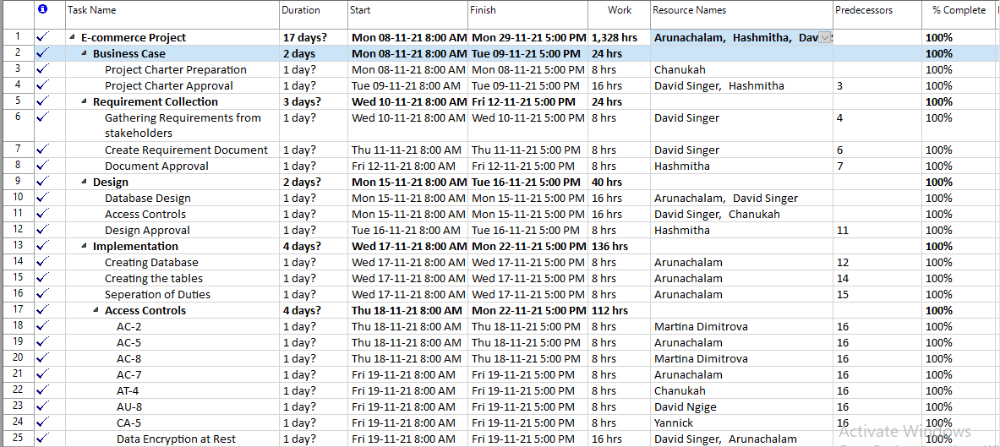 Task Name Duration Start Finish Work Resource Names Predecessors % Complete
1 E-commerce Project 17 days? Mon 08-11-21 8:00 AM Mon 29-11-21 5:00 PM 1,328 hrs Arunachalam, Hashmitha, 100%
2 Business Case 2 days Mon 08-11-21 8:00 AM Tue 09-11-21 5:00 PM 24 hrs 100%
3 Project Charter Preparation 1 day? Mon 08-11-21 8:00 AM Mon 08-11-21 5:00 PM 8 hrs Chanukah 100%
4 Project Charter Approval 1 day? Tue 09-11-21 8:00 AM Tue 09-11-21 5:00 PM 16 hrs David Singer, Hashmitha 3 100%
5 Requirement Collection 3 days? Wed 10-11-21 8:00 AM Fri 12-11-21 5:00 PM 24 hrs 100%
6 Gathering Requirements from 1 day? Wed 10-11-21 8:00 AM Wed 10-11-21 5:00 PM 8 hrs David Singer 4 100%
stakeholders
7 Create Requirement Document 1 day? Thu 11-11-21 8:00 AM Thu 11-11-21 5:00 PM 8 hrs David Singer 6 100%
8 Document Approval 1 day? Fri 12-11-21 8:00 AM Fri 12-11-21 5:00 PM 8 hrs Hashmitha 7 100%
9 Design 2 days? Mon 15-11-21 8:00 AM Tue 16-11-21 5:00 PM 40 hrs 100%
10 Database Design 1 day? Mon 15-11-21 8:00 AM Mon 15-11-21 5:00 PM 16 hrs Arunachalam, David Singer 100%
11 Access Controls 1 day? Mon 15-11-21 8:00 AM Mon 15-11-21 5:00 PM 16 hrs David Singer, Chanukah 100%
12 Design Approval 1 day? Tue 16-11-21 8:00 AM Tue 16-11-21 5:00 PM 8 hrs Hashmitha 11 100%
13 Implementation 4 days? Wed 17-11-21 8:00 AM Mon 22-11-21 5:00 PM 136 hrs 100%
14 Creating Database 1 day? Wed 17-11-21 8:00 AM Wed 17-11-21 5:00 PM 8 hrs Arunachalam 12 100%
15 Creating the tables 1 day? Wed 17-11-21 8:00 AM Wed 17-11-21 5:00 PM 8 hrs Arunachalam 14 100%
16 Seperation of Duties 1 day? Wed 17-11-21 8:00 AM Wed 17-11-21 5:00 PM 8 hrs Arunachalam 15 100%
17 Access Controls 4 days? Thu 18-11-21 8:00 AM Mon 22-11-21 5:00 PM 112 hrs 100%
18 AC-2 1 day? Thu 18-11-21 8:00 AM Thu 18-11-21 5:00 PM 8 hrs Martina Dimitrova 16 100%
19 AC-5 1 day? Thu 18-11-21 8:00 AM Thu 18-11-21 5:00 PM 8 hrs Arunachalam 16 100%
20 AC-8 1 day? Thu 18-11-21 8:00 AM Thu 18-11-21 5:00 PM 8 hrs Martina Dimitrova 16 100%
21 AC-7 1 day? Fri 19-11-21 8:00 AM Fri 19-11-21 5:00 PM 8 hrs Arunachalam 16 100%
22 AT-4 1 day? Fri 19-11-21 8:00 AM Fri 19-11-21 5:00 PM 8 hrs Chanukah 16 100%
23 AU-8 1 day? Fri 19-11-21 8:00 AM Fri 19-11-21 5:00 PM 8 hrs David Ngige 16 100%
24 CA-5 1 day? Fri 19-11-21 8:00 AM Fri 19-11-21 5:00 PM 8 hrs Yannick 16 100%
Activate Windows
25 Data Encryption at Rest 1 day? Fri 19-11-21 8:00 AM Fri 19-11-21 5:00 PM 16 hrs David Singer, Arunachalam 100%